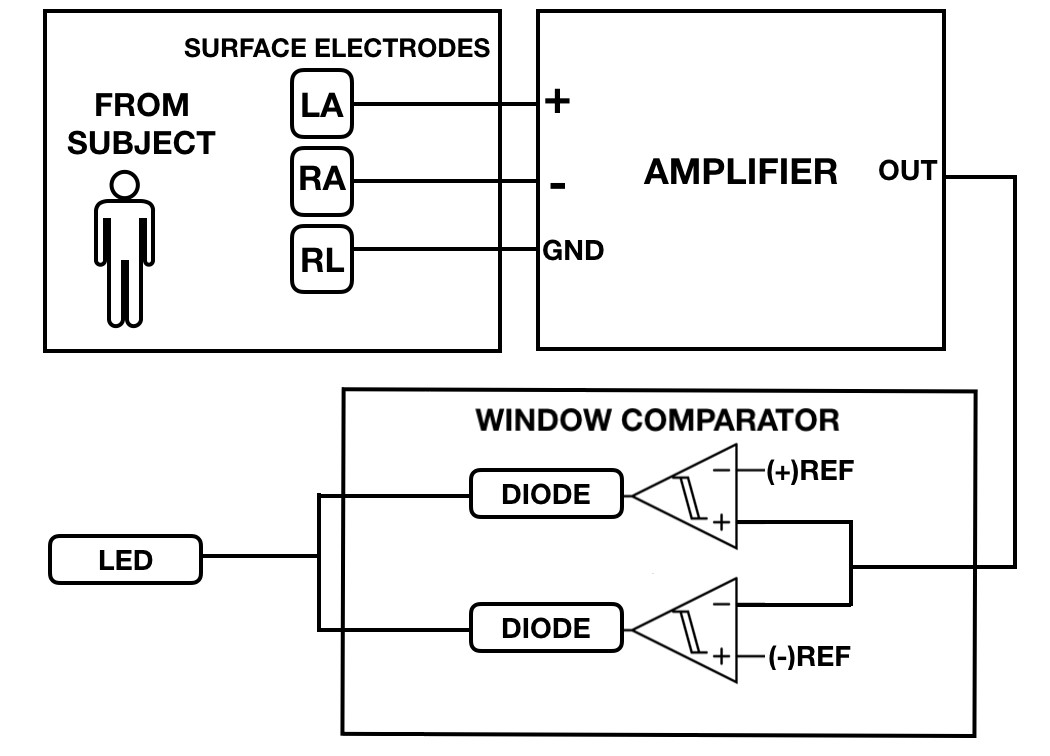 SURFACE ELECTRODES
FROM
SUBJECT
LA
RA
RL
+
-
GND
AMPLIFIER
OUT
WINDOW COMPARATOR
DIODE
− (+)REF
+
LED
DIODE
−
+ (-)REF